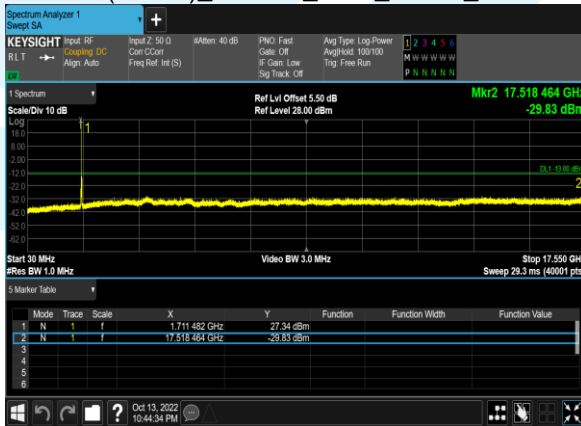 Spectrum Analyzer 1
Swept SA
+
KEYSIGHT
RLT
Input: RF
Coupling: DC
Align: Auto
Input Z: 50 Ω
Corr CCorr
Freq Ref: Int (S)
#Atten: 40 dB
PNO: Fast
Gate: Off
IF Gain: Low
Sig Track: Off
Avg Type: Log-Power
Avg|Hold: 100/100
Trig: Free Run
1 2 3 4 5 6
M W W W W W
P N N N N N
1 Spectrum
Scale/Div 10 dB
Ref Lvl Offset 5.50 dB
Ref Level 28.00 dBm
Mkr2 17.518 464 GHz
-29.83 dBm
Log
18.0
8.00
-2.00
-12.0
-22.0
-32.0
-42.0
-52.0
-62.0
1
DL1 -13.00 dBm
2
Start 30 MHz
#Res BW 1.0 MHz
Video BW 3.0 MHz
Stop 17.550 GH
Sweep 29.3 ms (40001 pts
5 Marker Table
Mode Trace Scale X Y Function Function Width Function Value
1 N 1 f 1.711 482 GHz 27.34 dBm
2 N 1 f 17.518 464 GHz -29.83 dBm
3
4
5
6
?
Oct 13, 2022
10:44:34 PM